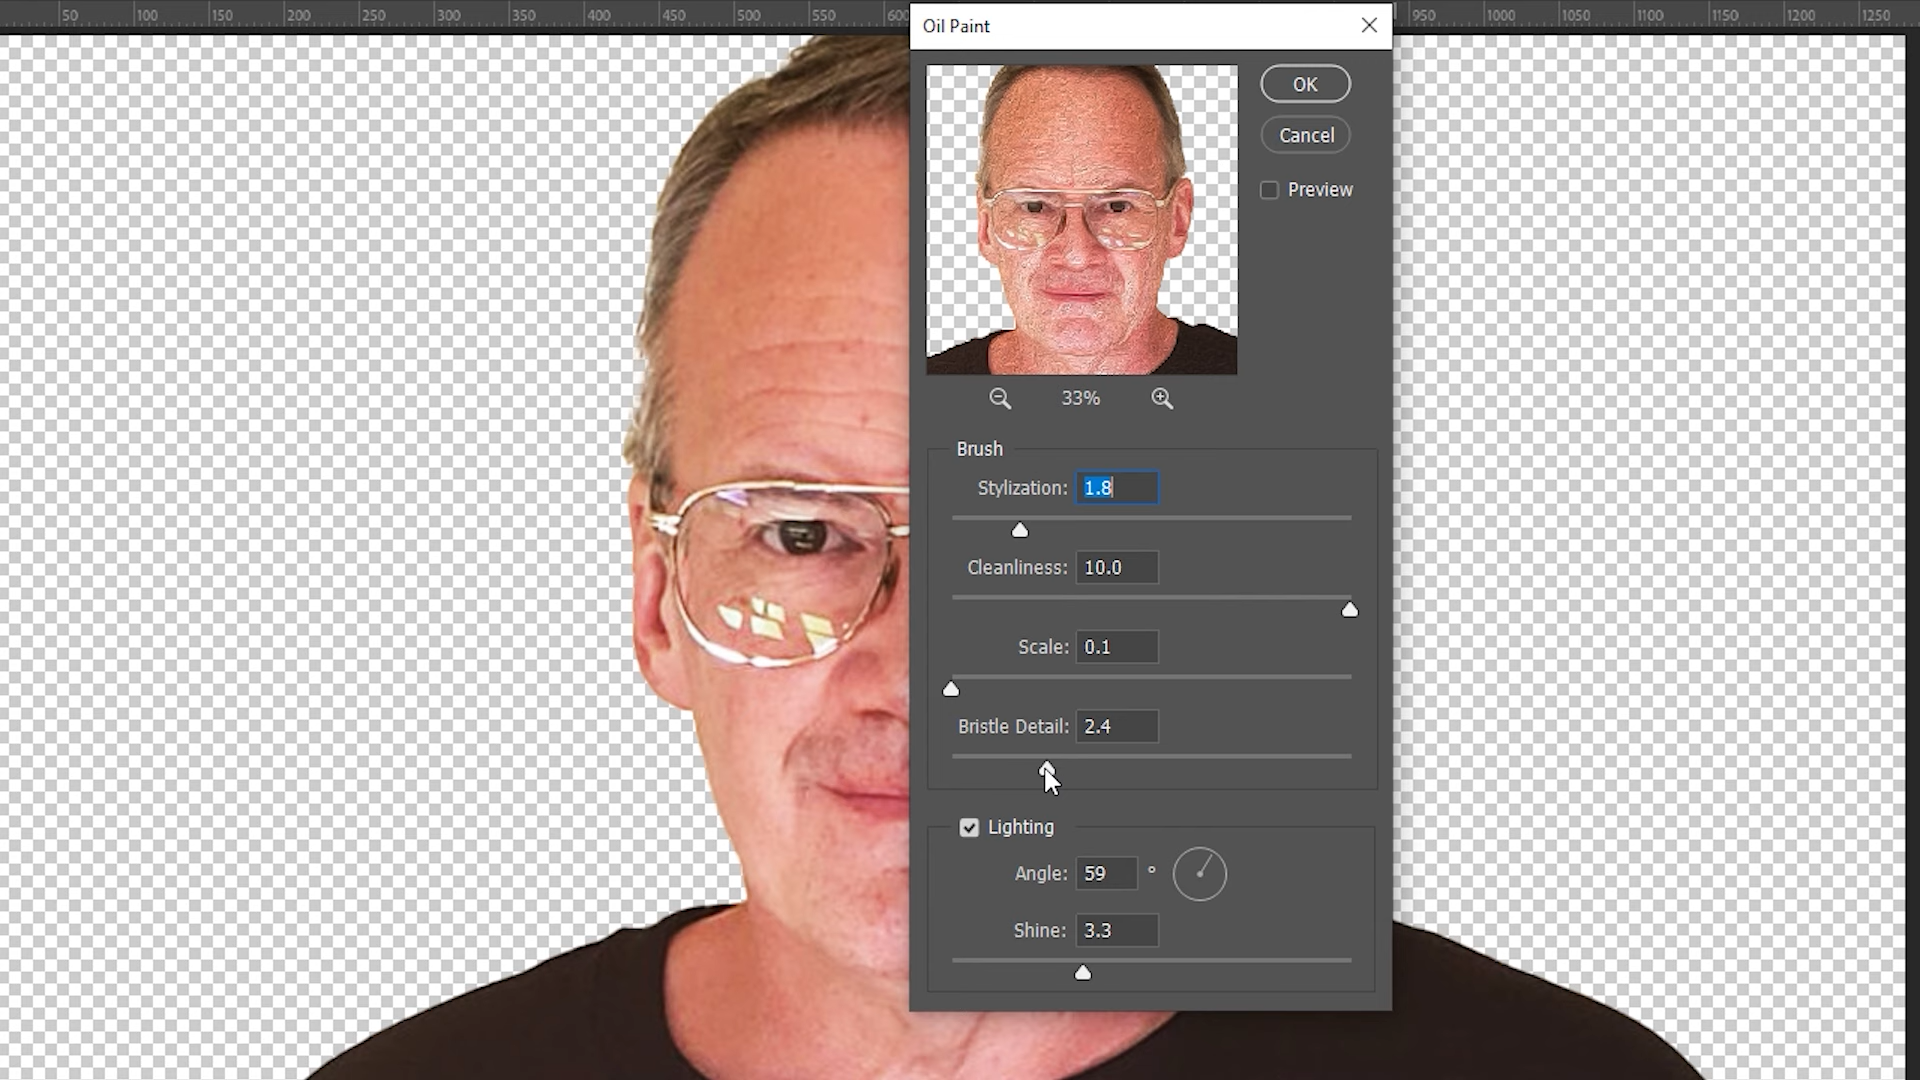 50 100 150 200 250 300 350 400 450 500 550 600 950 1000 1050 1100 1150 1200 1250
Oil Paint
OK
Cancel
Preview
33%
Brush
Stylization: 1.8
Cleanliness: 10.0
Scale: 0.1
Bristle Detail: 2.4
Lighting
Angle: 59 °
Shine: 3.3